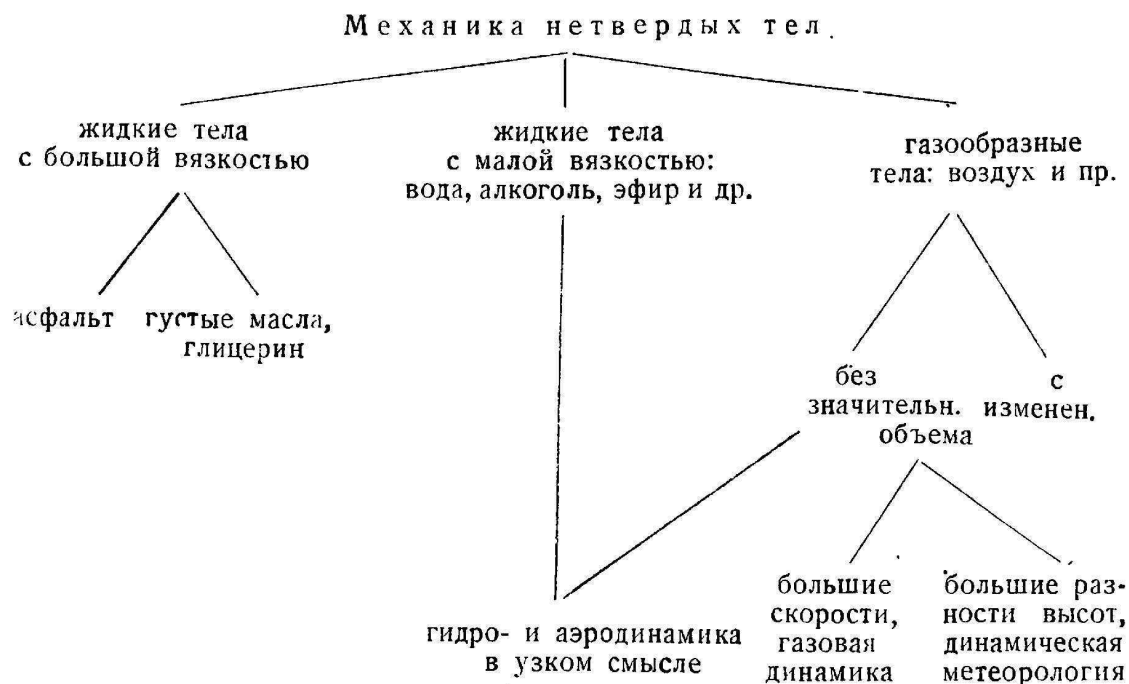 Механика нетвердых тел.
жидкие тела
с большой вязкостью
жидкие тела
с малой вязкостью:
вода, алкоголь, эфир и др.
газообразные
тела: воздух и пр.
асфальт
густые масла,
глицерин
без
значительн.
с
изменен.
объема
гидро- и аэродинамика
в узком смысле
большие
скорости,
газовая
динамика
большие раз-
ности высот,
динамическая
метеорология